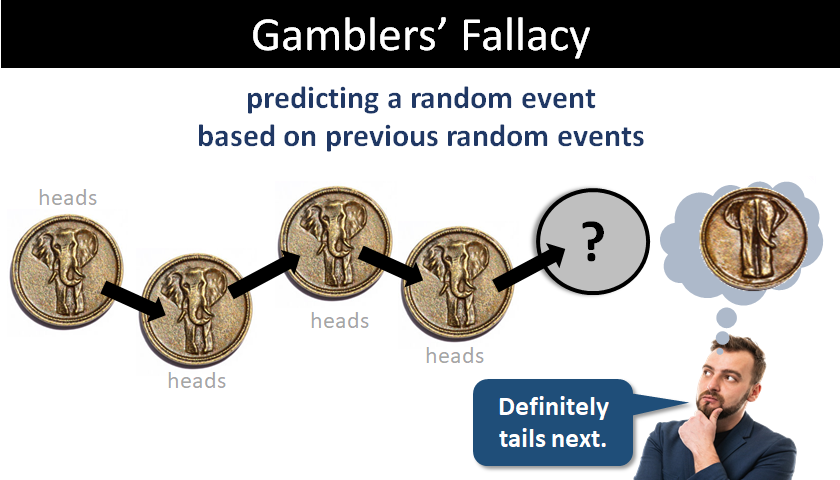 Gamblers' Fallacy
predicting a random event
based on previous random events
heads
heads
heads
heads
?
Definitely
tails next.